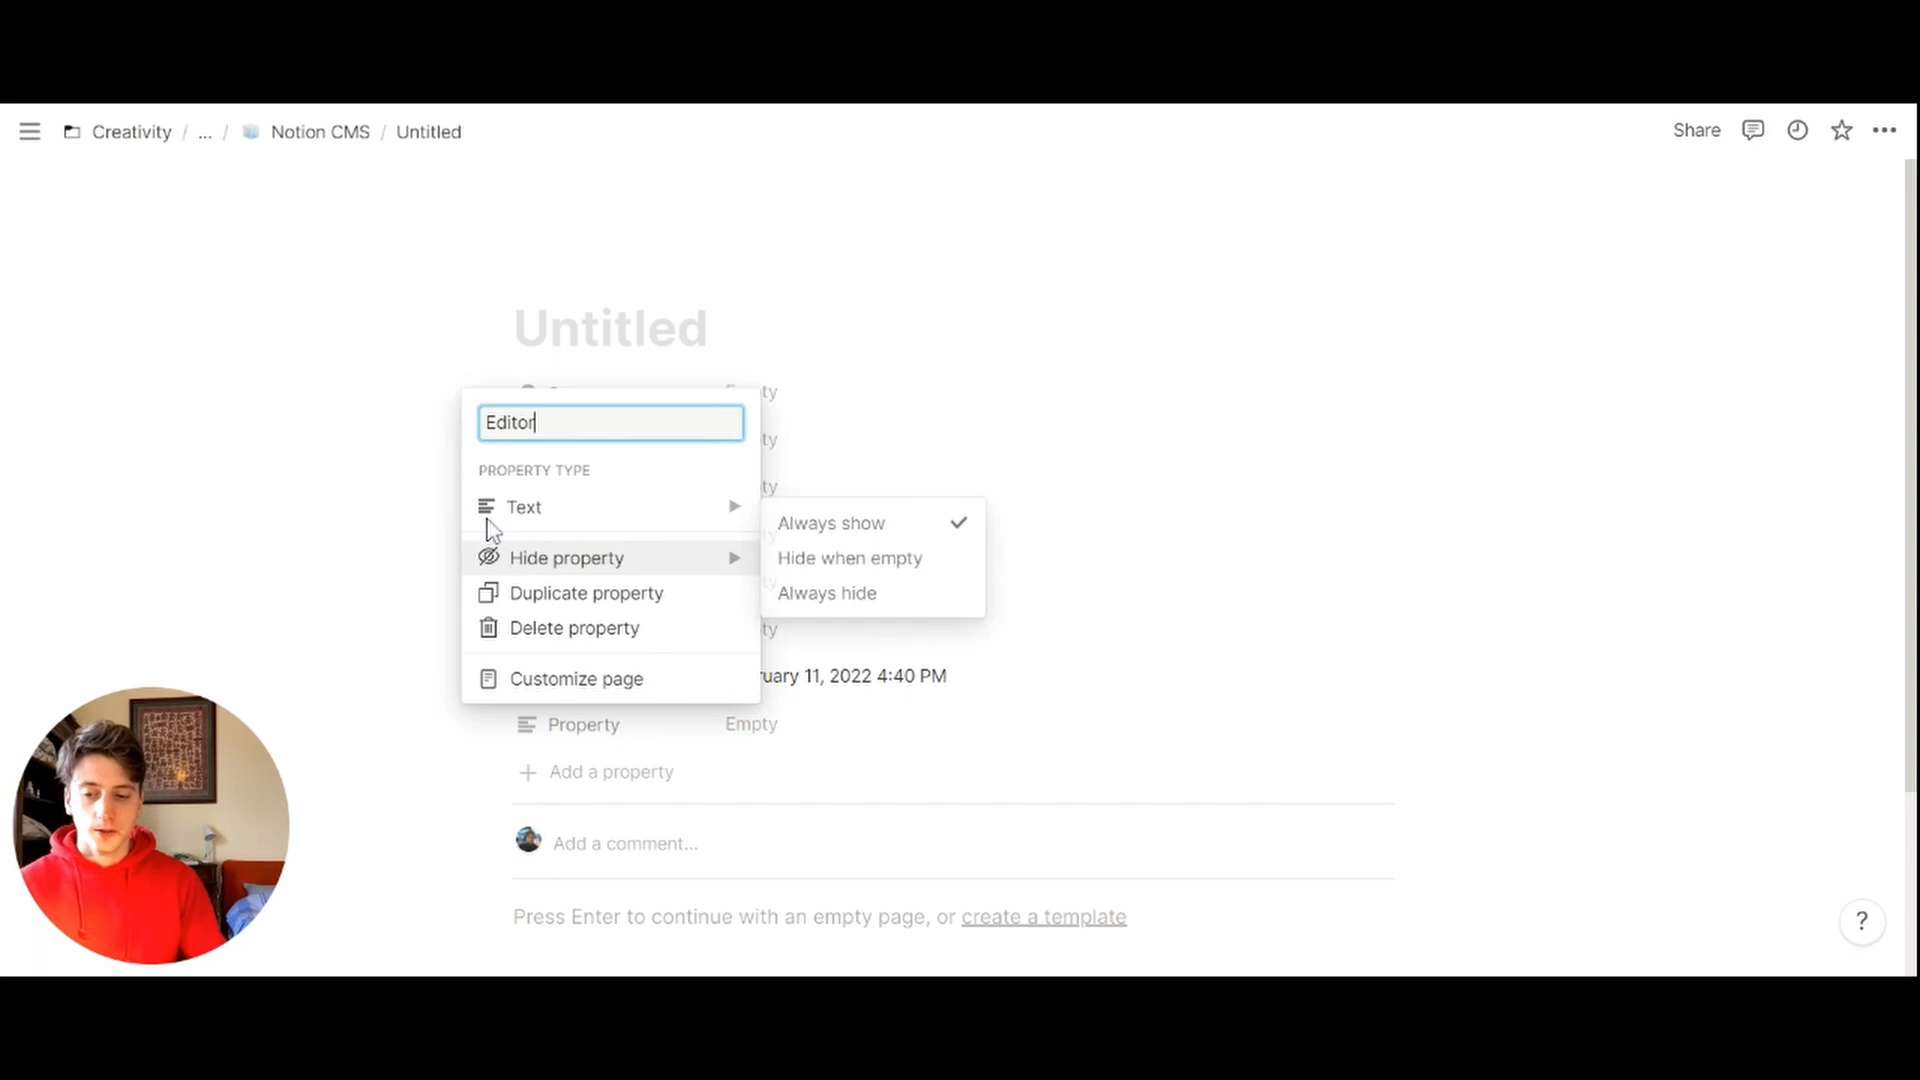 Creativity / ... / Notion CMS / Untitled
Share
Untitled
Editor
PROPERTY TYPE
Text
Always show
Hide property
Hide when empty
Duplicate property
Always hide
Delete property
Customize page
ruary 11, 2022 4:40 PM
Property
Empty
Add a property
Add a comment...
Press Enter to continue with an empty page, or create a template
?